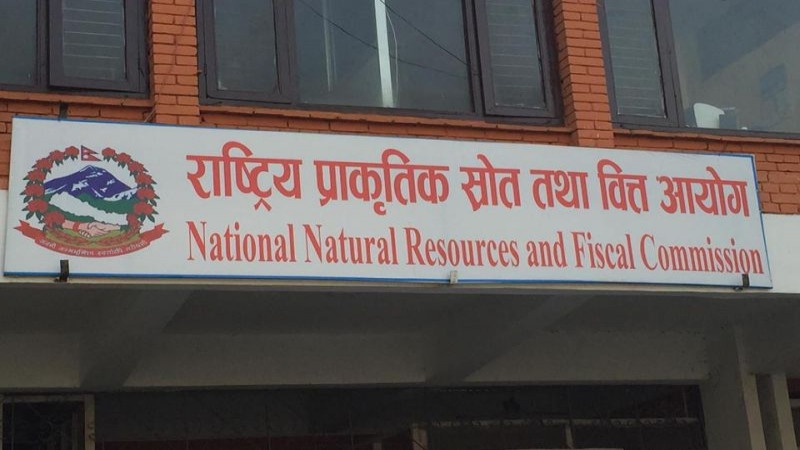 राष्ट्रिय प्राकृतिक स्रोत तथा वित्त आयोग
National Natural Resources and Fiscal Commission